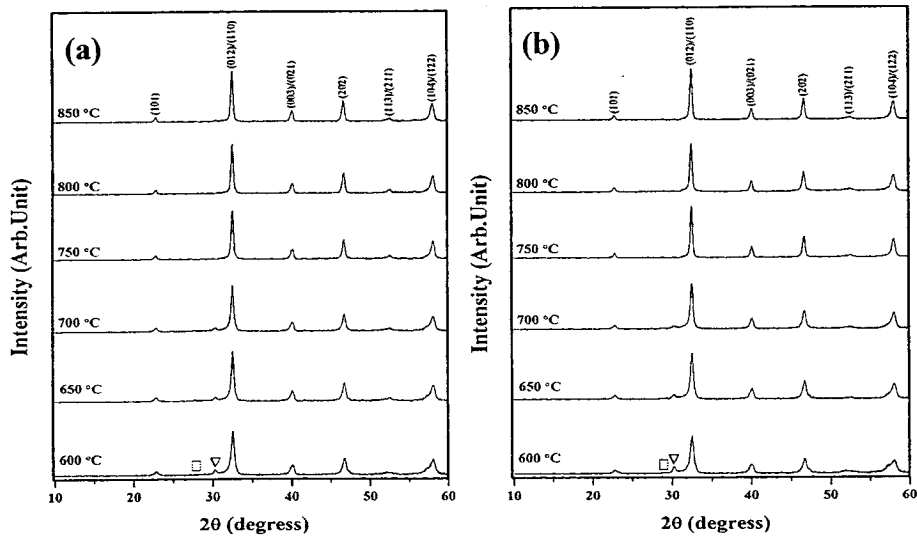 (a)
(101)
(012)/(110)
(003)/(021)
(202)
(113)/(211)
(104)/(122)
850 °C
800 °C
750 °C
700 °C
650 °C
600 °C
10 20 30 40 50 60
2θ (degress)
Intensity (Arb.Unit)
(b)
(101)
(012)/(110)
(003)/(021)
(202)
(113)/(211)
(104)/(122)
850 °C
800 °C
750 °C
700 °C
650 °C
600 °C
10 20 30 40 50 60
2θ (degress)
Intensity (Arb.Unit)